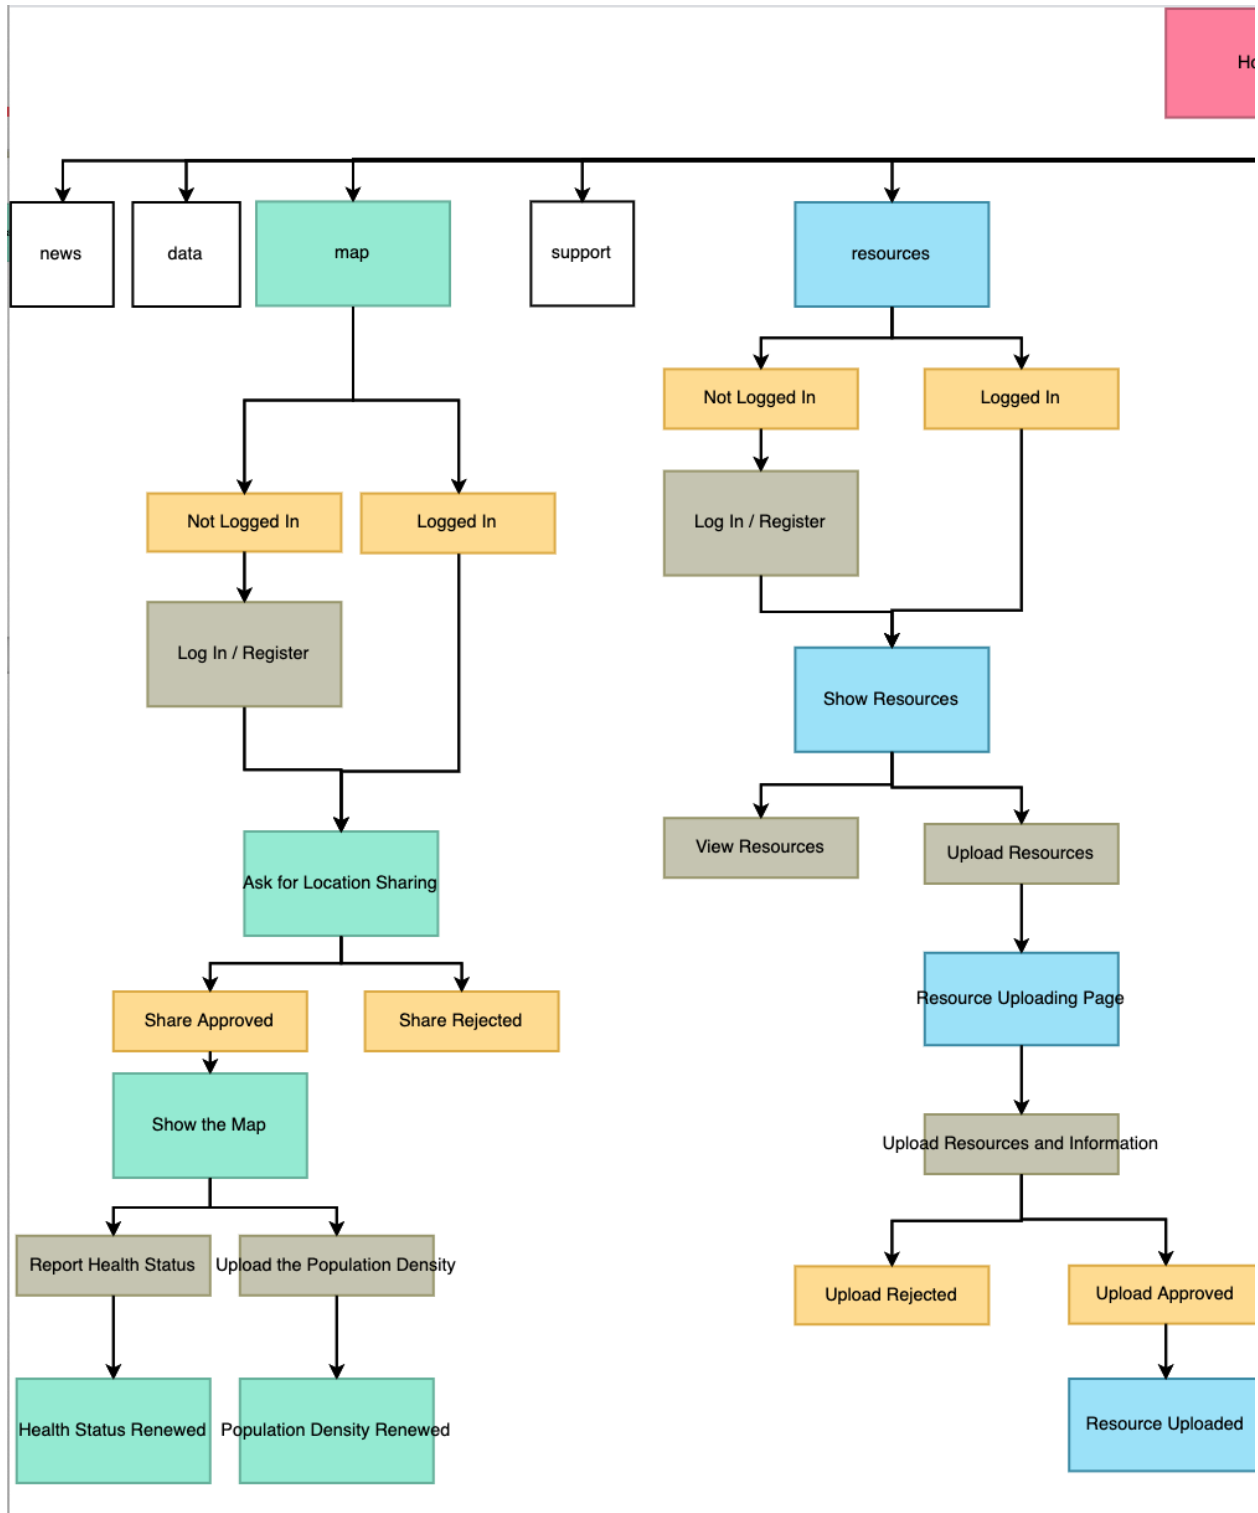 news
data
map
support
resources
Not Logged In
Logged In
Not Logged In
Logged In
Log In / Register
Log In / Register
Show Resources
Ask for Location Sharing
View Resources
Upload Resources
Resource Uploading Page
Share Approved
Share Rejected
Show the Map
Upload Resources and Information
Report Health Status
Upload the Population Density
Upload Rejected
Upload Approved
Health Status Renewed
Population Density Renewed
Resource Uploaded